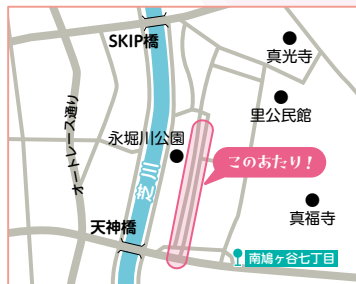 SKIP橋
真光寺
里公民館
オートレース通り
永堀川公園
芝川
このあたり！
真福寺
天神橋
南鳩ヶ谷七丁目